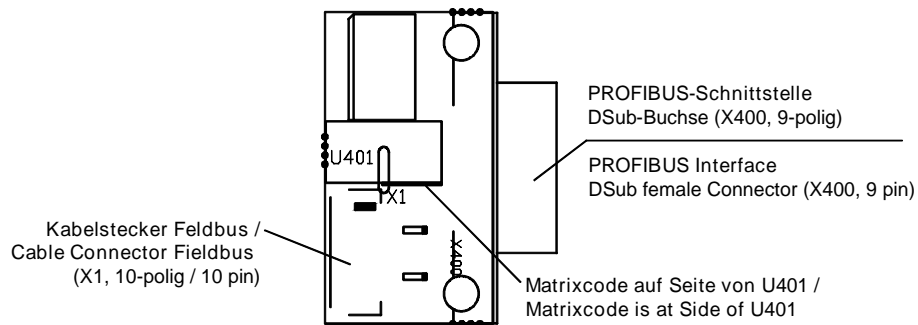 PROFIBUS-Schnittstelle
DSub-Buchse (X400, 9-polig)
PROFIBUS Interface
DSub female Connector (X400, 9 pin)
U401
X1
X400
Kabelstecker Feldbus /
Cable Connector Fieldbus
(X1, 10-polig / 10 pin)
Matrixcode auf Seite von U401 /
Matrixcode is at Side of U401